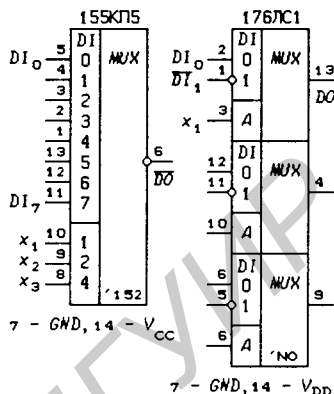 155КП5
DI MUX
5 DI0 0
4 1
3 2
2 3
1 4
13 5
12 6
11 DI7 7
6 DO
x1 10 1
x2 9 2
x3 8 4
'152
7 - GND, 14 - VCC
176ЛС1
DI MUX
DI0 2 0
DI1 1 1
13 DO
x1 3 A
DI MUX
12 0
11 1
4
10 A
DI MUX
6 0
5 1
9
6 A
'NO
7 - GND, 14 - VDD
ГУИР